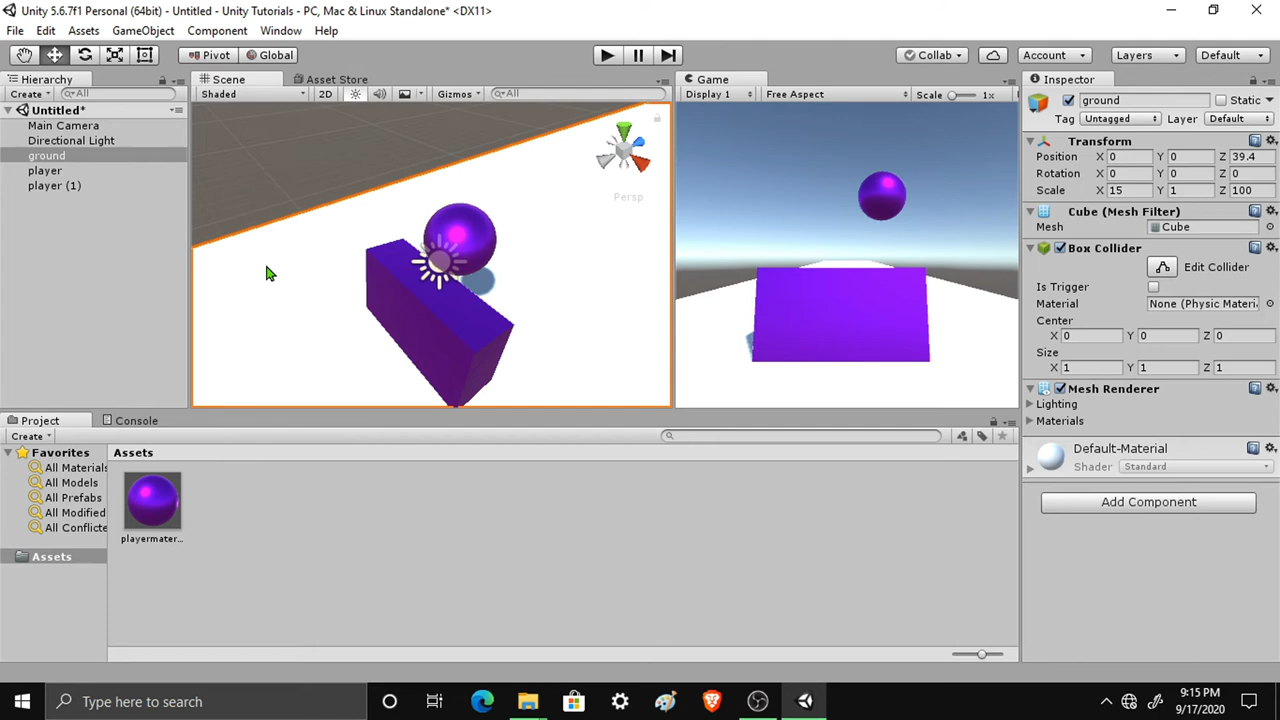 Unity 5.6.7f1 Personal (64bit) - Untitled - Unity Tutorials - PC, Mac & Linux Standalone* <DX11>
File Edit Assets GameObject Component Window Help
Pivot Global Collab Account Layers Default
Hierarchy
Create All
Untitled*
Main Camera
Directional Light
ground
player
player (1)
Scene Asset Store
Shaded 2D Gizmos All
Persp
Game
Display 1 Free Aspect Scale 1x
Inspector
ground Static
Tag Untagged Layer Default
Transform
Position X 0 Y 0 Z 39.4
Rotation X 0 Y 0 Z 0
Scale X 15 Y 1 Z 100
Cube (Mesh Filter)
Mesh Cube
Box Collider
Edit Collider
Is Trigger
Material None (Physic Materi
Center
X 0 Y 0 Z 0
Size
X 1 Y 1 Z 1
Mesh Renderer
Lighting
Materials
Default-Material
Shader Standard
Add Component
Project Console
Create
Favorites
All Materials
All Models
All Prefabs
All Modified
All Conflicte
Assets
Assets
playermater...
Type here to search
9:15 PM
9/17/2020